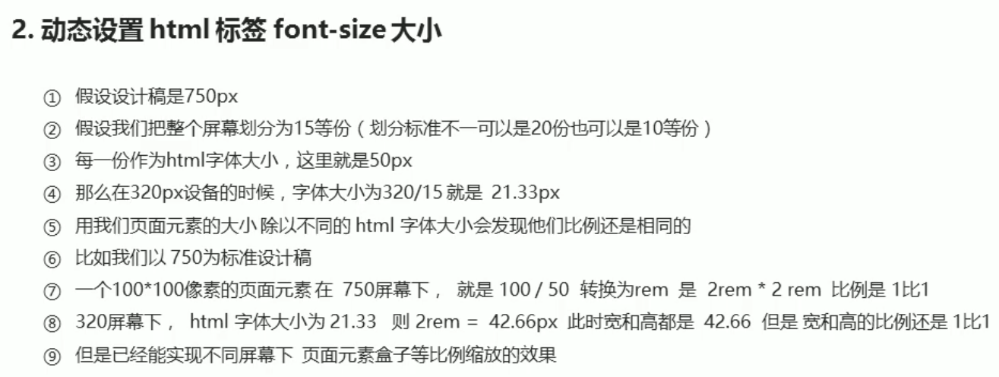 2. 动态设置 html 标签 font-size 大小
① 假设设计稿是750px
② 假设我们把整个屏幕划分为15等份（划分标准不一可以是20份也可以是10等份）
③ 每一份作为html字体大小，这里就是50px
④ 那么在320px设备的时候，字体大小为320/15 就是 21.33px
⑤ 用我们页面元素的大小 除以不同的 html 字体大小会发现他们比例还是相同的
⑥ 比如我们以 750为标准设计稿
⑦ 一个100*100像素的页面元素 在 750屏幕下， 就是 100 / 50 转换为rem 是 2rem * 2 rem 比例是 1比1
⑧ 320屏幕下， html 字体大小为 21.33 则 2rem = 42.66px 此时宽和高都是 42.66 但是 宽和高的比例还是 1比1
⑨ 但是已经能实现不同屏幕下 页面元素盒子等比例缩放的效果